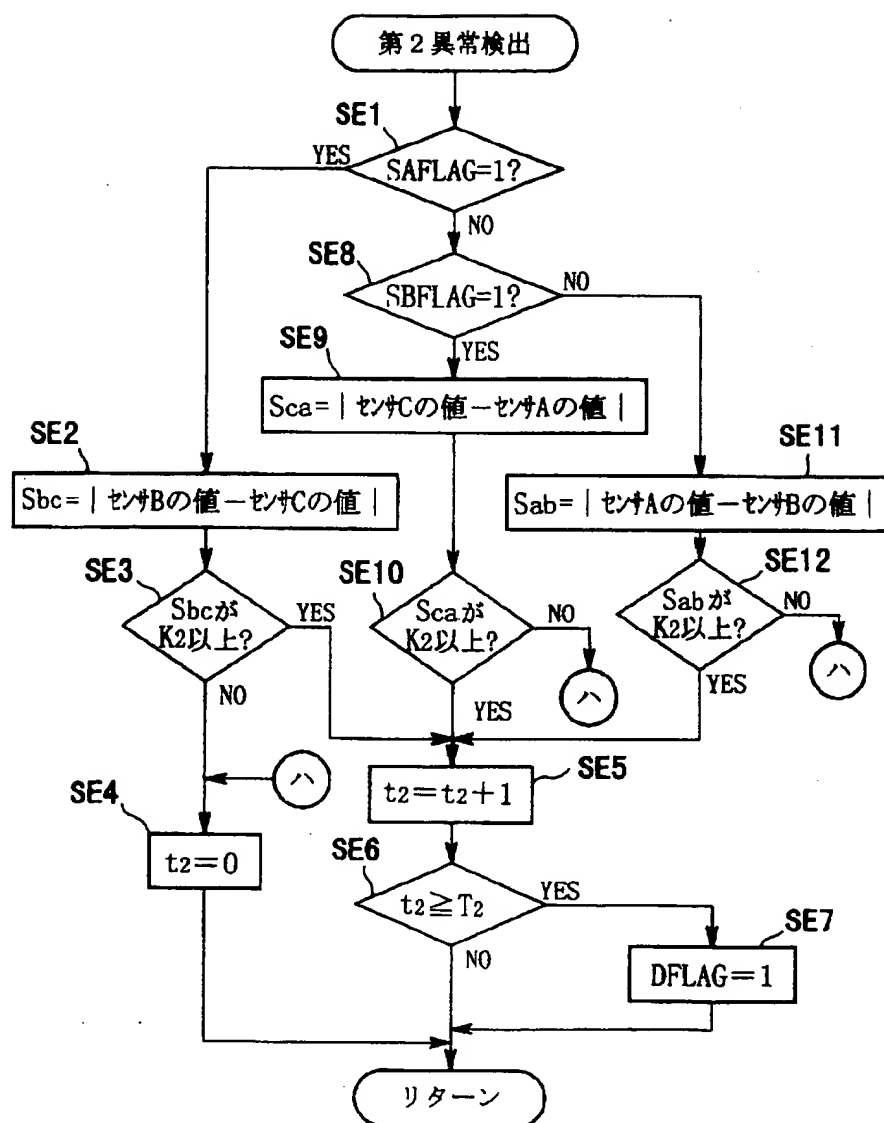 第2異常検出
SE1
YES
SAFLAG=1?
NO
SE8
SBFLAG=1?
NO
YES
SE9
Sca=|センサCの値−センサAの値|
SE2
Sbc=|センサBの値−センサCの値|
SE11
Sab=|センサAの値−センサBの値|
SE3
Sbcが
K2以上?
YES
NO
SE10
Scaが
K2以上?
NO
YES
ハ
SE12
Sabが
K2以上?
NO
YES
ハ
ハ
SE4
t2=0
SE5
t2=t2+1
SE6
t2≧T2
YES
NO
SE7
DFLAG=1
リターン